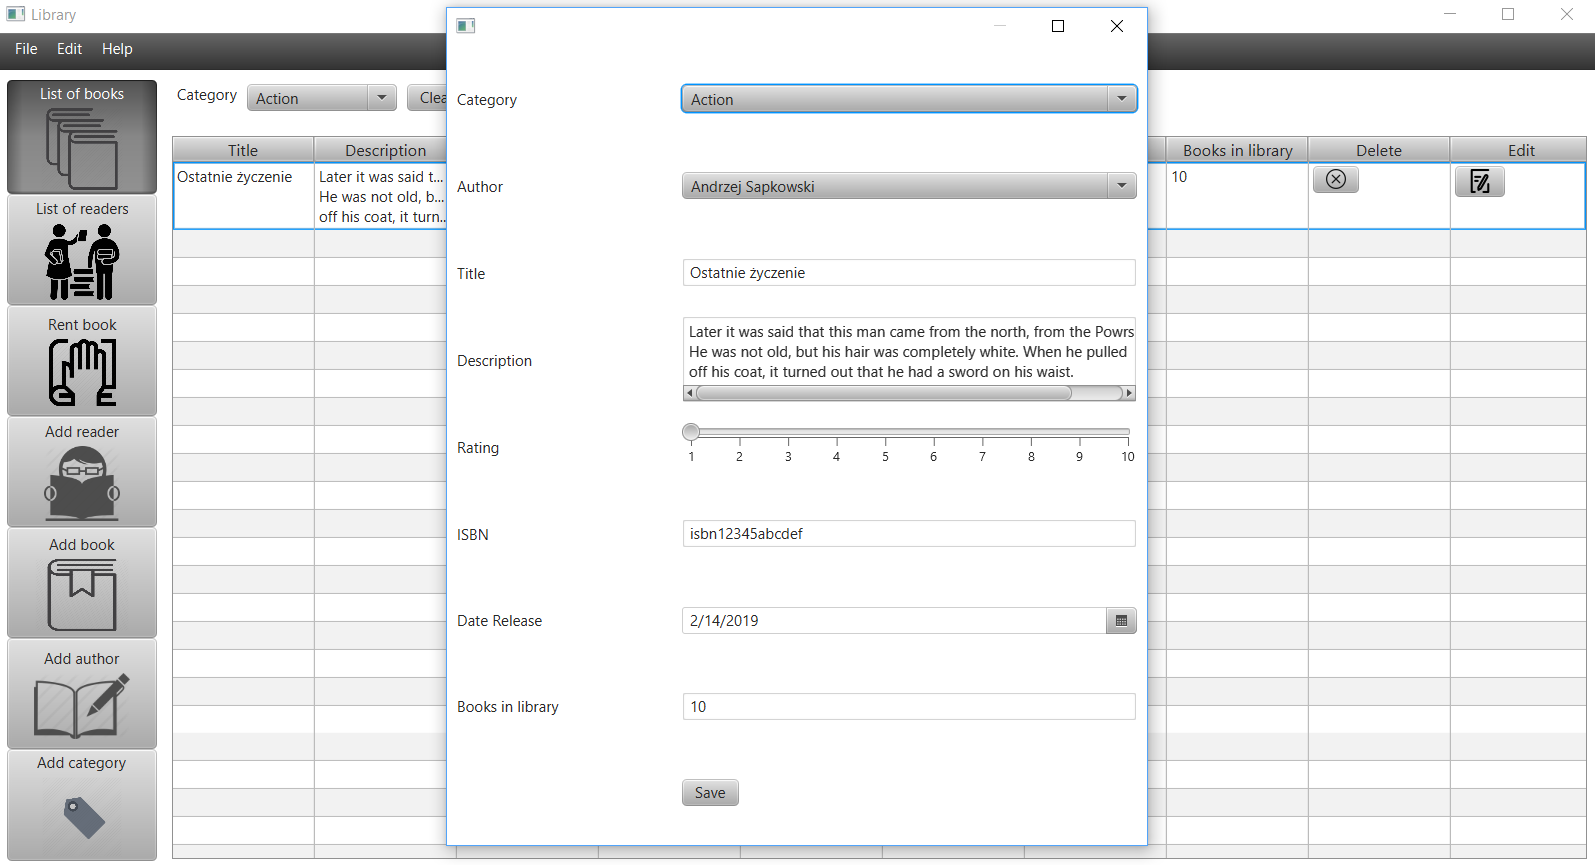 Library
File Edit Help
List of books
List of readers
Rent book
Add reader
Add book
Add author
Add category
Category Action Clea
Title Description Books in library Delete Edit
Ostatnie życzenie Later it was said t... 10
He was not old, b...
off his coat, it turn...
Category Action
Author Andrzej Sapkowski
Title Ostatnie życzenie
Description
Later it was said that this man came from the north, from the Powrs
He was not old, but his hair was completely white. When he pulled
off his coat, it turned out that he had a sword on his waist.
Rating
1 2 3 4 5 6 7 8 9 10
ISBN isbn12345abcdef
Date Release 2/14/2019
Books in library 10
Save